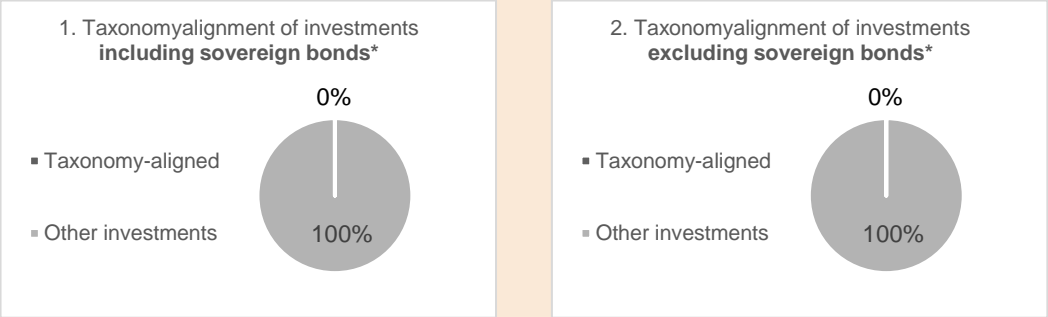 1. Taxonomyalignment of investments
including sovereign bonds*
0%
Taxonomy-aligned
Other investments
100%
2. Taxonomyalignment of investments
excluding sovereign bonds*
0%
Taxonomy-aligned
Other investments
100%